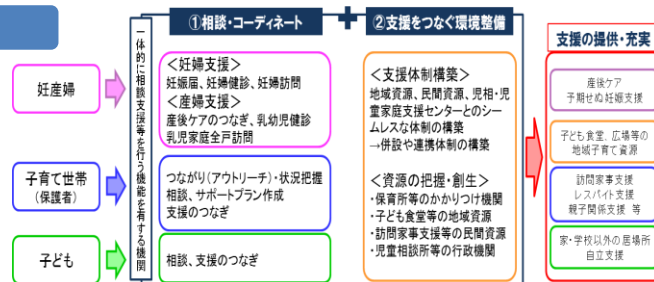 ①相談・コーディネート
②支援をつなぐ環境整備
支援の提供・充実
妊産婦
子育て世帯
(保護者)
子ども
一体的に相談支援等を行う機能を有する機関
＜妊婦支援＞
妊娠届、妊婦健診、妊婦訪問
＜産婦支援＞
産後ケアのつなぎ、乳幼児健診
乳児家庭全戸訪問
つながり(アウトリーチ)・状況把握
相談、サポートプラン作成
支援のつなぎ
相談、支援のつなぎ
＜支援体制構築＞
地域資源、民間資源、児相・児
童家庭支援センターとのシー
ムレスな体制の構築
→併設や連携体制の構築
＜資源の把握・創生＞
・保育所等のかかりつけ機関
・子ども食堂等の地域資源
・訪問家事支援等の民間資源
・児童相談所等の行政機関
産後ケア
予期せぬ妊娠支援
子ども食堂、広場等の
地域子育て資源
訪問家事支援
レスパイト支援
親子関係支援 等
家・学校以外の居場所
自立支援